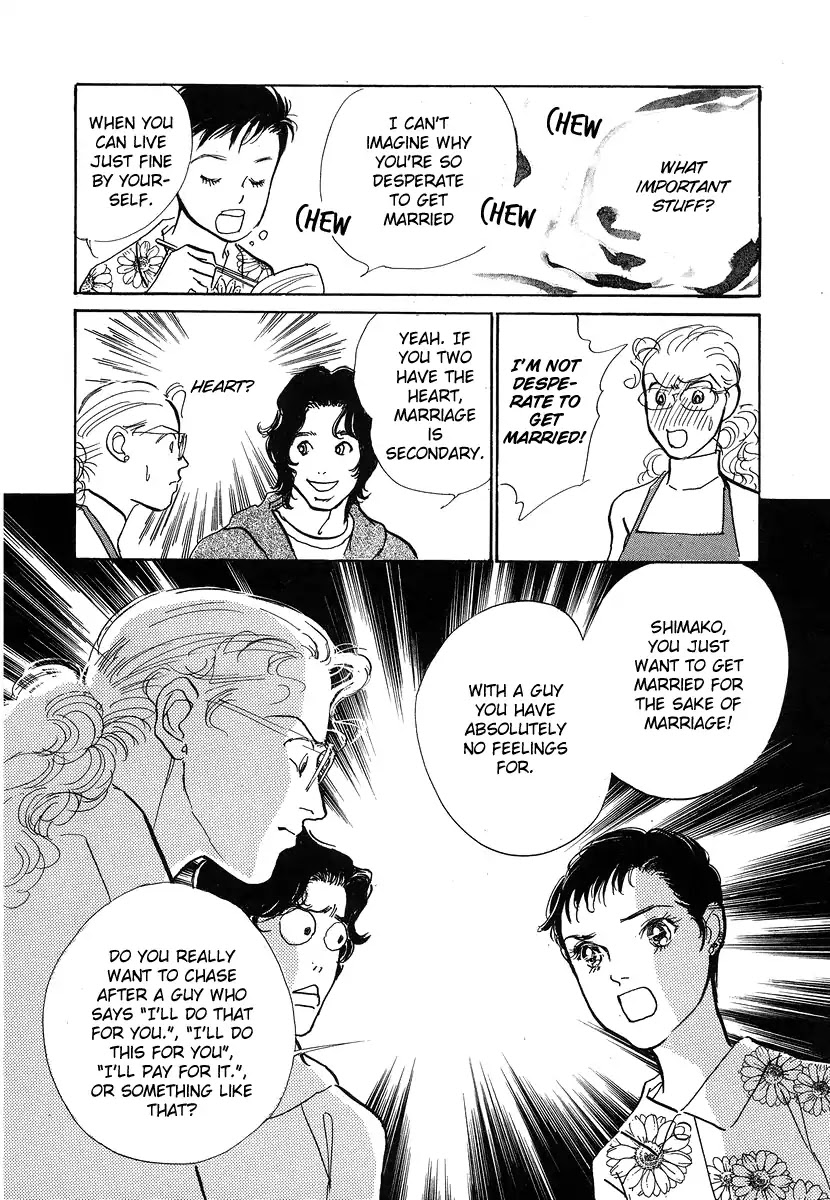 WHAT
IMPORTANT
STUFF?
CHEW
CHEW
I CAN'T
IMAGINE WHY
YOU'RE SO
DESPERATE
TO GET
MARRIED
CHEW
WHEN YOU
CAN LIVE
JUST FINE
BY YOUR-
SELF.
I'M NOT
DESPE-
RATE TO
GET
MARRIED!
YEAH. IF
YOU TWO
HAVE THE
HEART,
MARRIAGE
IS
SECONDARY.
HEART?
SHIMAKO,
YOU JUST
WANT TO GET
MARRIED FOR
THE SAKE OF
MARRIAGE!
WITH A GUY
YOU HAVE
ABSOLUTELY
NO FEELINGS
FOR.
DO YOU REALLY
WANT TO CHASE
AFTER A GUY WHO
SAYS "I'LL DO THAT
FOR YOU.", "I'LL DO
THIS FOR YOU",
"I'LL PAY FOR IT.",
OR SOMETHING LIKE
THAT?